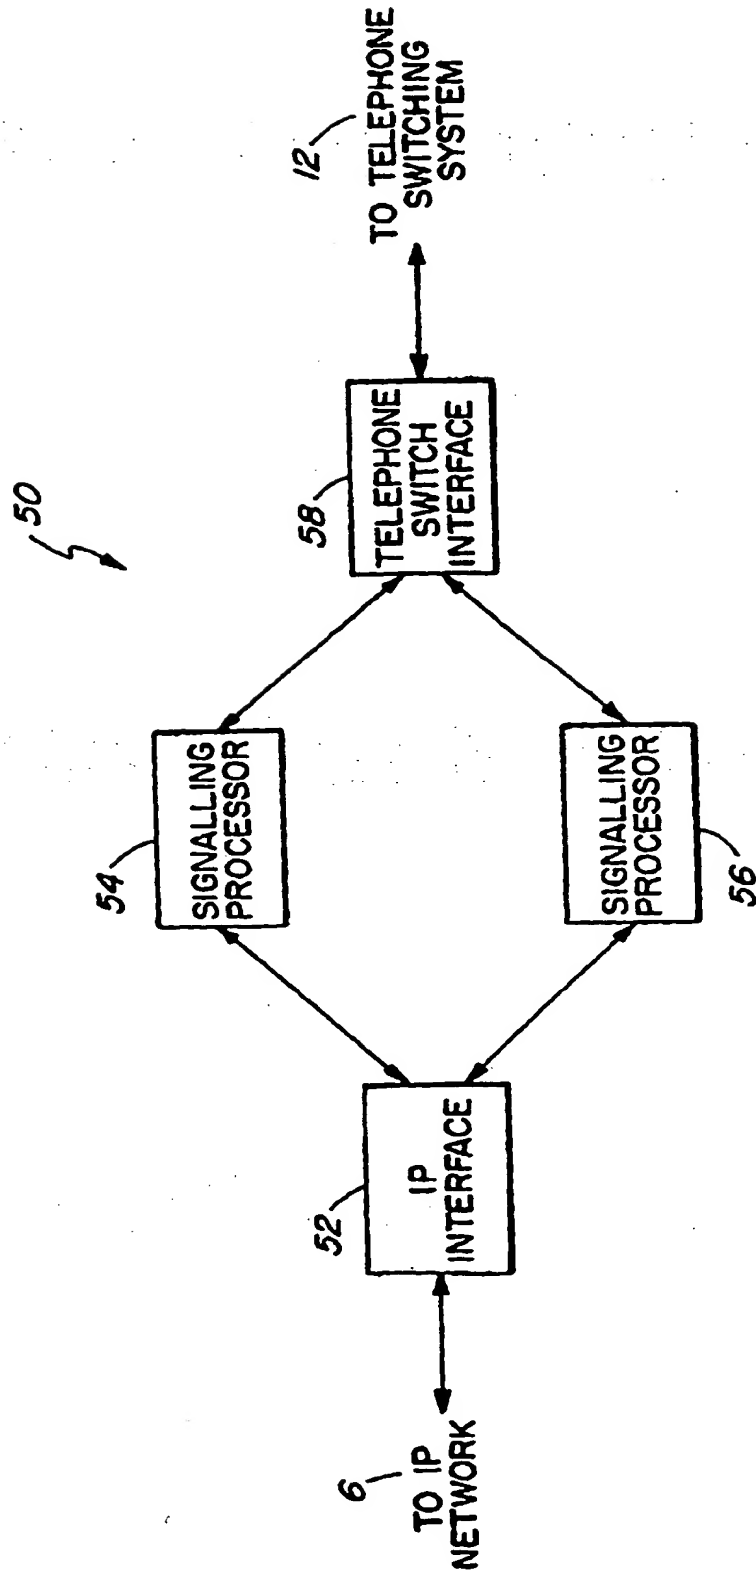 50
6
TO IP
NETWORK
52
IP
INTERFACE
54
SIGNALLING
PROCESSOR
56
SIGNALLING
PROCESSOR
58
TELEPHONE
SWITCH
INTERFACE
12
TO TELEPHONE
SWITCHING
SYSTEM